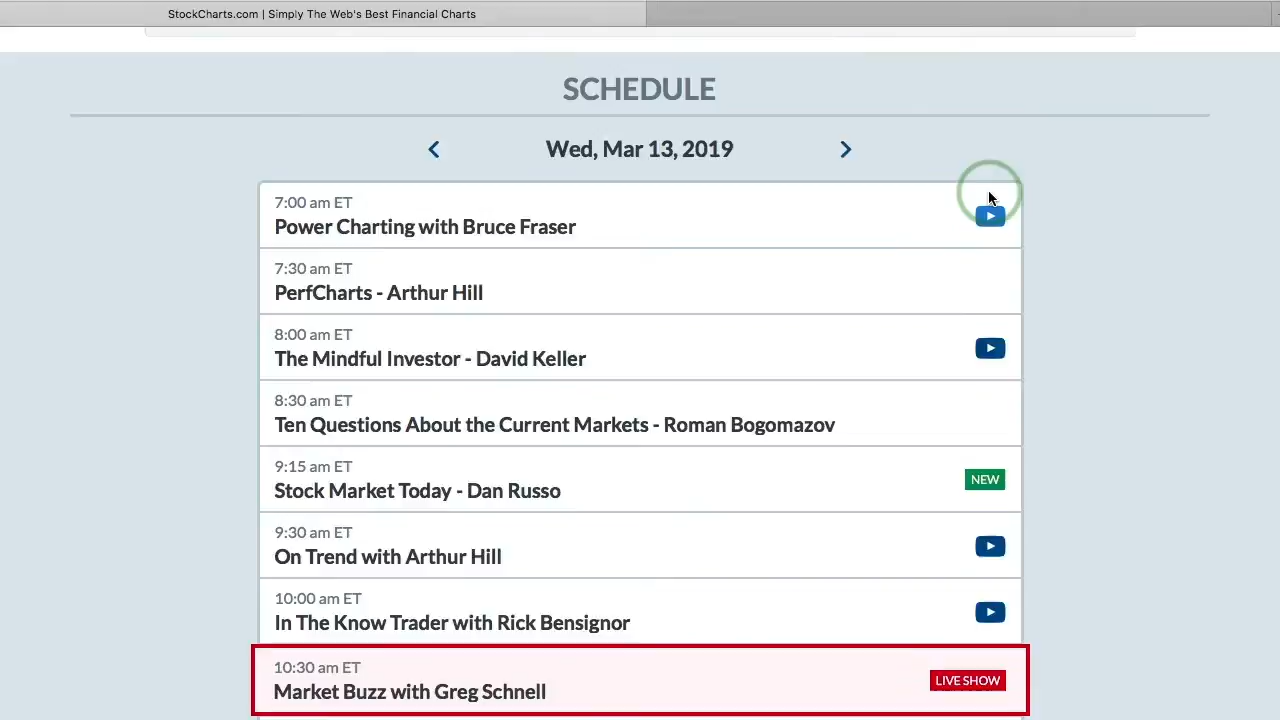 StockCharts.com | Simply The Web's Best Financial Charts
SCHEDULE
Wed, Mar 13, 2019
7:00 am ET
Power Charting with Bruce Fraser
7:30 am ET
PerfCharts - Arthur Hill
8:00 am ET
The Mindful Investor - David Keller
8:30 am ET
Ten Questions About the Current Markets - Roman Bogomazov
9:15 am ET
Stock Market Today - Dan Russo
NEW
9:30 am ET
On Trend with Arthur Hill
10:00 am ET
In The Know Trader with Rick Bensignor
10:30 am ET
Market Buzz with Greg Schnell
LIVE SHOW